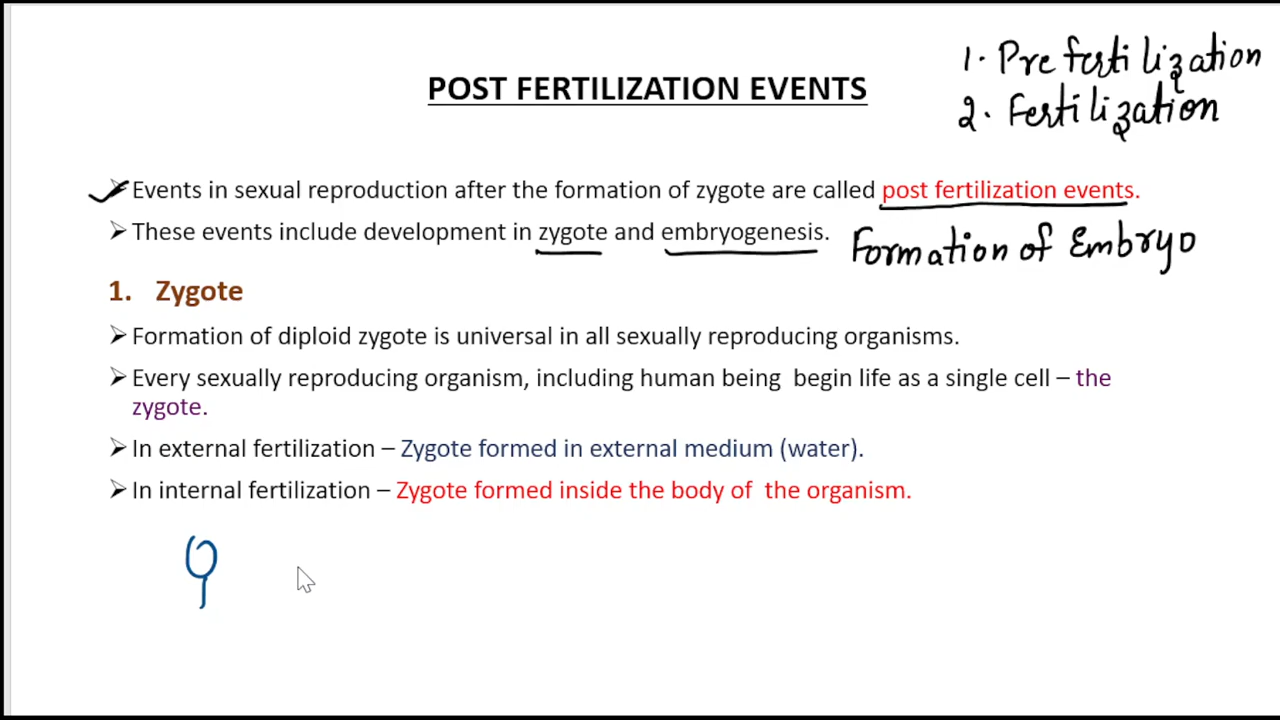 1. Pre fertilization
POST FERTILIZATION EVENTS
2. Fertilization
Events in sexual reproduction after the formation of zygote are called post fertilization events.
These events include development in zygote and embryogenesis. Formation of Embryo
1. Zygote
Formation of diploid zygote is universal in all sexually reproducing organisms.
Every sexually reproducing organism, including human being begin life as a single cell – the
zygote.
In external fertilization – Zygote formed in external medium (water).
In internal fertilization – Zygote formed inside the body of the organism.